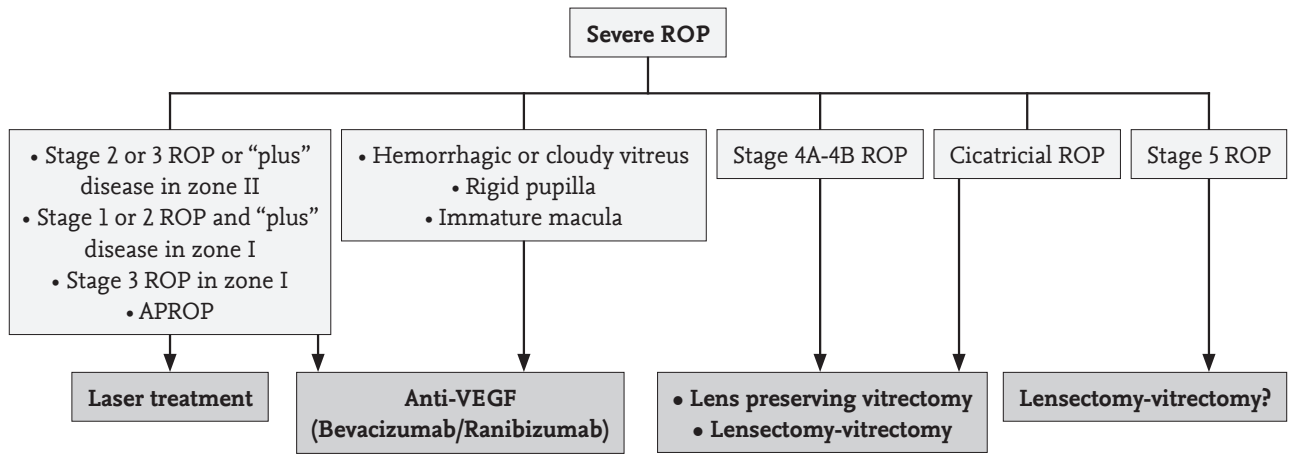 Severe ROP
• Stage 2 or 3 ROP or “plus”
disease in zone II
• Stage 1 or 2 ROP and “plus”
disease in zone I
• Stage 3 ROP in zone I
• APROP
• Hemorrhagic or cloudy vitreus
• Rigid pupilla
• Immature macula
Stage 4A-4B ROP
Cicatricial ROP
Stage 5 ROP
Laser treatment
Anti-VEGF
(Bevacizumab/Ranibizumab)
• Lens preserving vitrectomy
• Lensectomy-vitrectomy
Lensectomy-vitrectomy?